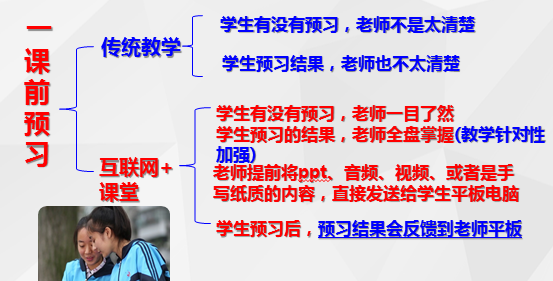 一课前预习
传统教学
学生有没有预习，老师不是太清楚
学生预习结果，老师也不太清楚
互联网+
课堂
学生有没有预习，老师一目了然
学生预习的结果，老师全盘掌握(教学针对性
加强)
老师提前将ppt、音频、视频、或者是手
写纸质的内容，直接发送给学生平板电脑
学生预习后，预习结果会反馈到老师平板